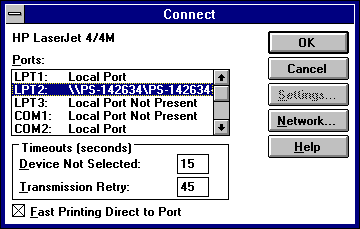 Connect
HP LaserJet 4/4M
OK
Ports:
LPT1: Local Port
Cancel
LPT2: \\PS-142634\PS-142634-
LPT3: Local Port Not Present
Settings...
COM1: Local Port Not Present
COM2: Local Port
Network...
Timeouts (seconds)
Help
Device Not Selected: 15
Transmission Retry: 45
Fast Printing Direct to Port